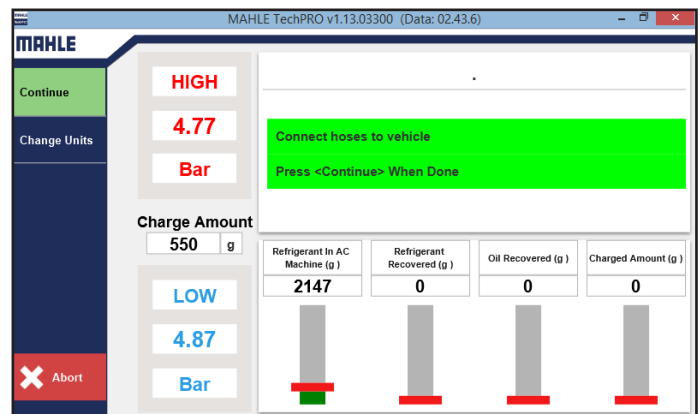 MAHLE TechPRO v1.13.03300 (Data: 02.43.6)
MAHLE
Continue
Change Units
Abort
HIGH
4.77
Bar
Charge Amount
550 g
LOW
4.87
Bar
.
Connect hoses to vehicle
Press <Continue> When Done
Refrigerant In AC
Machine (g )
2147
Refrigerant
Recovered (g )
0
Oil Recovered (g )
0
Charged Amount (g )
0